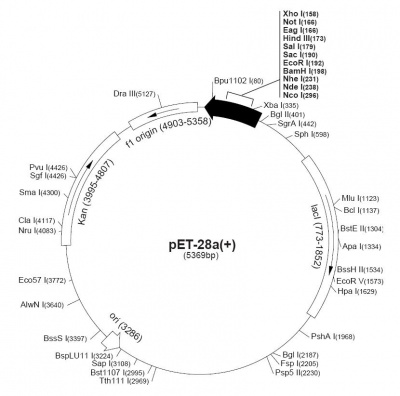 Xho I(158)
Not I(166)
Eag I(166)
Hind III(173)
Sal I(179)
Sac I(190)
EcoR I(192)
BamH I(198)
Nhe I(231)
Nde I(238)
Nco I(296)
Bpu1102 I(80)
Dra III(5127)
Xba I(335)
Bgl II(401)
SgrA I(442)
Sph I(598)
f1 origin (4903-5358)
Pvu I(4426)
Sgf I(4426)
Sma I(4300)
Kan (3995-4807)
Cla I(4117)
Nru I(4083)
lacI (773-1852)
Mlu I(1123)
Bcl I(1137)
BstE II(1304)
Apa I(1334)
BssH II(1534)
EcoR V(1573)
Hpa I(1629)
pET-28a(+)
(5369bp)
Eco57 I(3772)
AlwN I(3640)
ori (3286)
BssS I(3397)
BspLU11 I(3224)
Sap I(3108)
Bst1107 I(2995)
Tth111 I(2969)
PshA I(1968)
Bgl I(2187)
Fsp I(2205)
Psp5 II(2230)